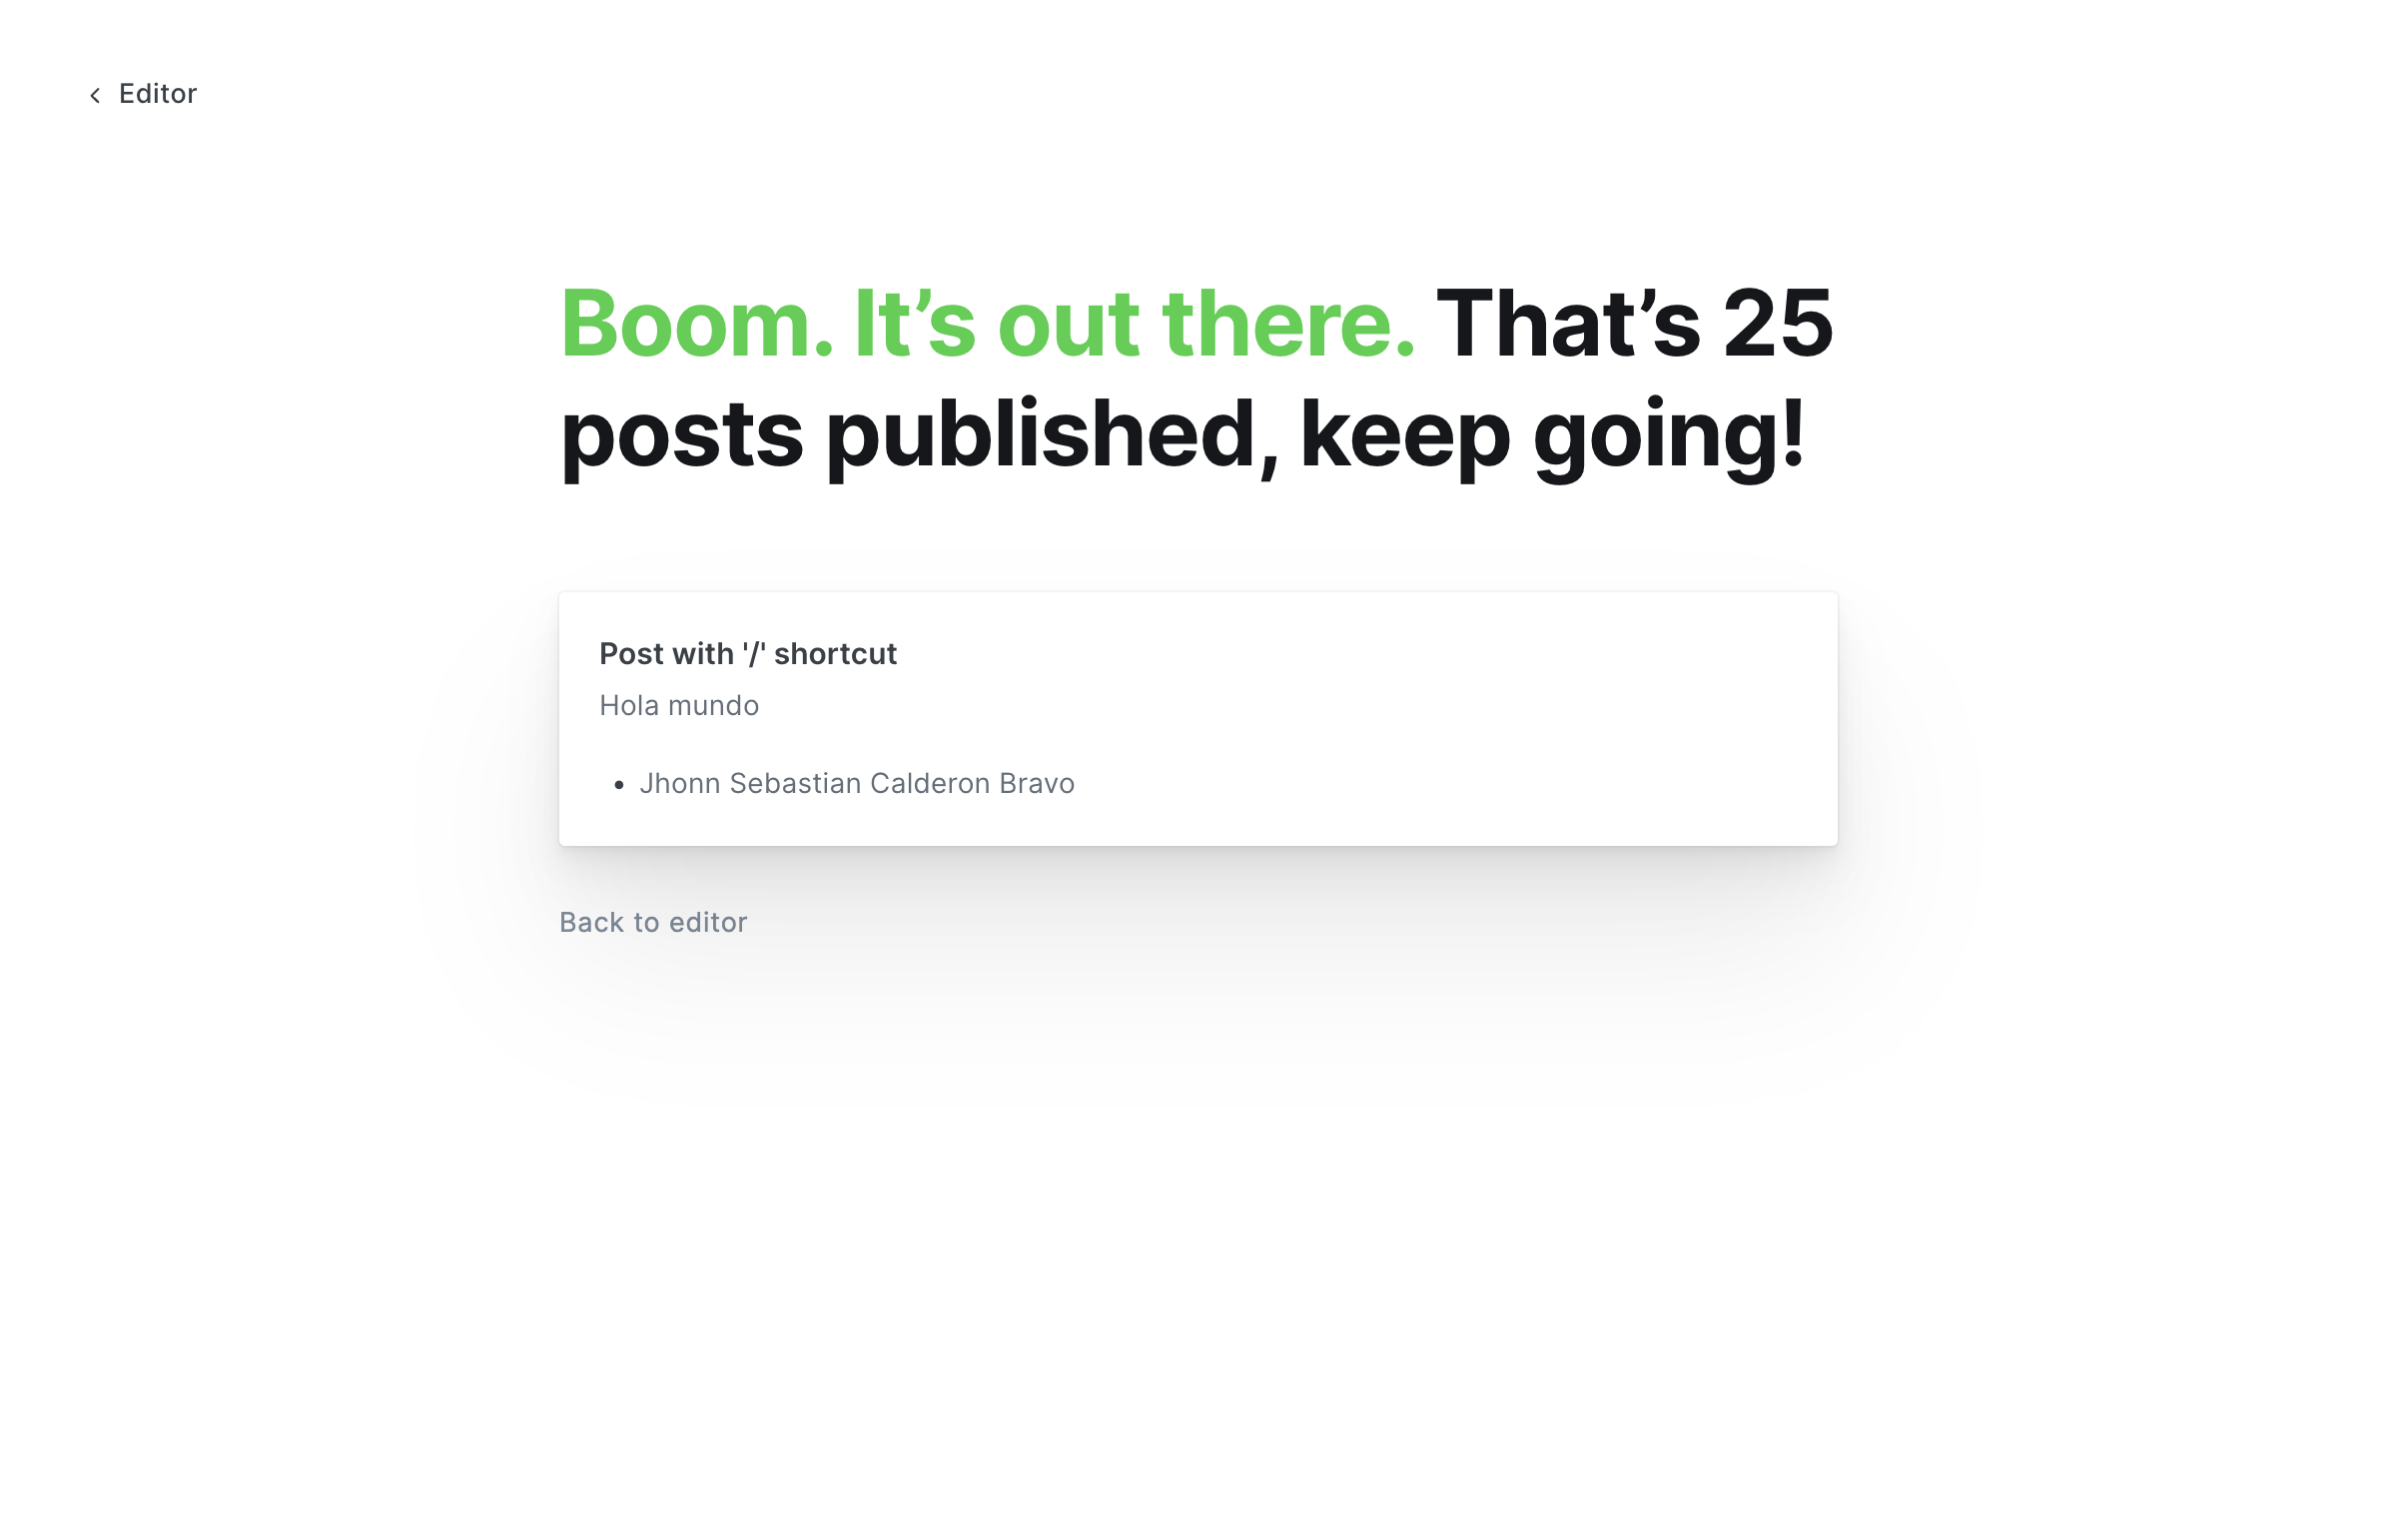 Editor
Boom. It’s out there. That’s 25
posts published, keep going!
Post with '/' shortcut
Hola mundo
• Jhonn Sebastian Calderon Bravo
Back to editor